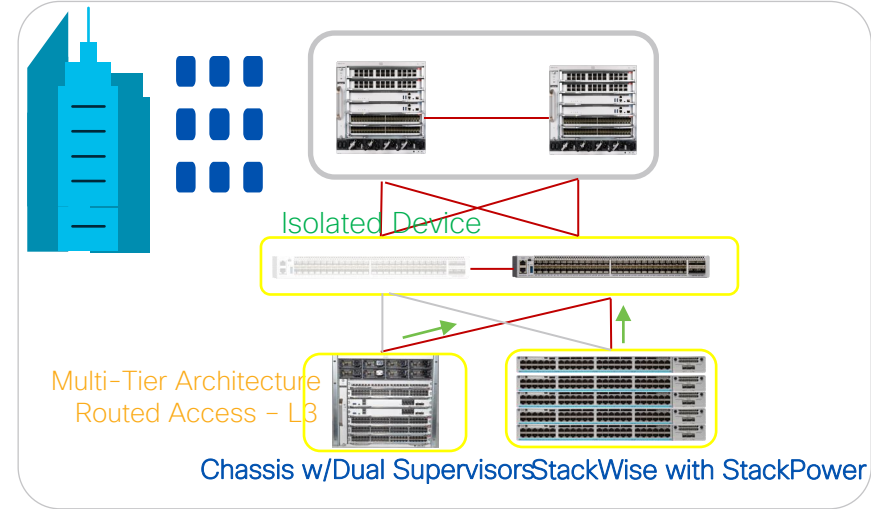 Isolated Device
Multi-Tier Architecture
Routed Access – L3
Chassis w/Dual Supervisors
StackWise with StackPower